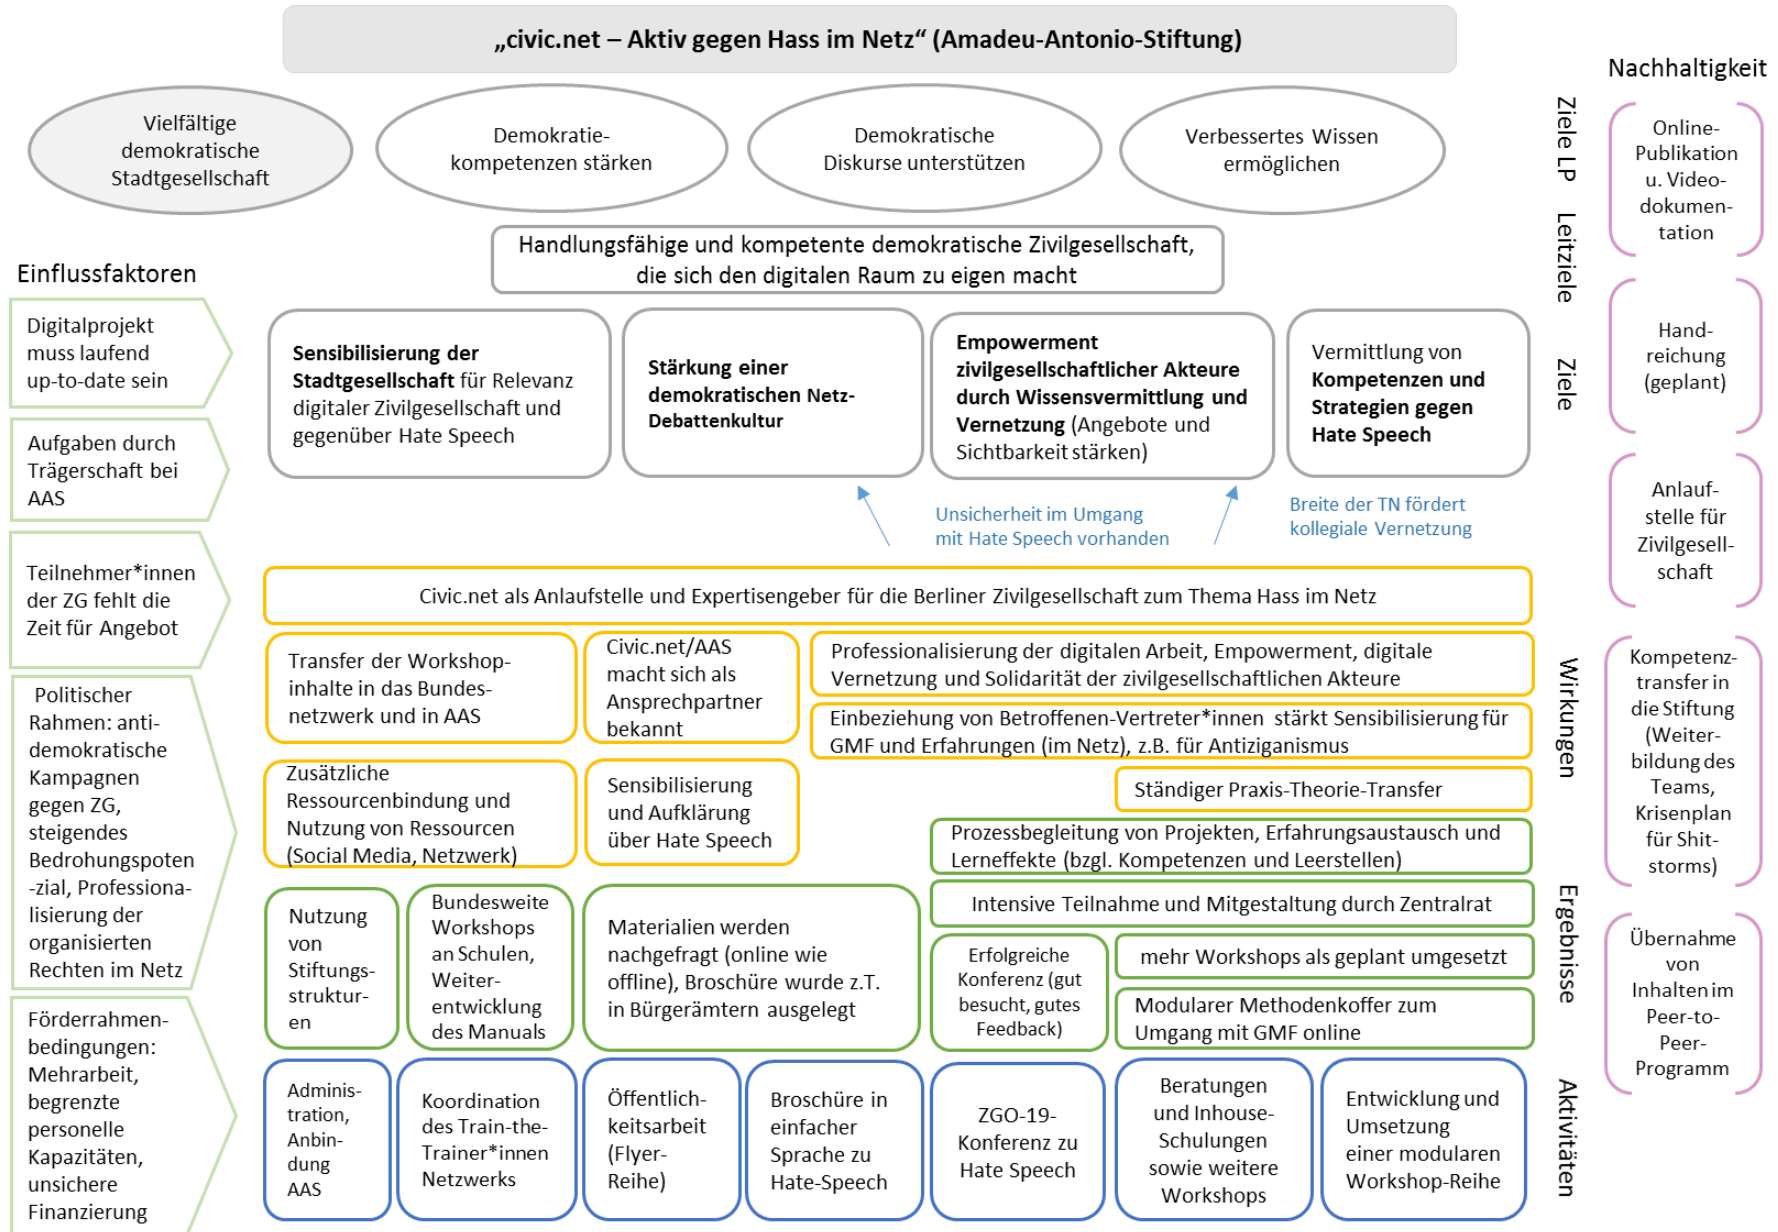 „civic.net – Aktiv gegen Hass im Netz“ (Amadeu-Antonio-Stiftung)
Vielfältige
demokratische
Stadtgesellschaft
Demokratie-
kompetenzen stärken
Demokratische
Diskurse unterstützen
Verbessertes Wissen
ermöglichen
Ziele LP
Handlungsfähige und kompetente demokratische Zivilgesellschaft,
die sich den digitalen Raum zu eigen macht
Leitziele
Sensibilisierung der
Stadtgesellschaft für Relevanz
digitaler Zivilgesellschaft und
gegenüber Hate Speech
Stärkung einer
demokratischen Netz-
Debattenkultur
Empowerment
zivilgesellschaftlicher Akteure
durch Wissensvermittlung und
Vernetzung (Angebote und
Sichtbarkeit stärken)
Vermittlung von
Kompetenzen und
Strategien gegen
Hate Speech
Ziele
Unsicherheit im Umgang
mit Hate Speech vorhanden
Breite der TN fördert
kollegiale Vernetzung
Civic.net als Anlaufstelle und Expertisengeber für die Berliner Zivilgesellschaft zum Thema Hass im Netz
Transfer der Workshop-
inhalte in das Bundes-
netzwerk und in AAS
Civic.net/AAS
macht sich als
Ansprechpartner
bekannt
Professionalisierung der digitalen Arbeit, Empowerment, digitale
Vernetzung und Solidarität der zivilgesellschaftlichen Akteure
Einbeziehung von Betroffenen-Vertreter*innen stärkt Sensibilisierung für
GMF und Erfahrungen (im Netz), z.B. für Antiziganismus
Zusätzliche
Ressourcenbindung und
Nutzung von Ressourcen
(Social Media, Netzwerk)
Sensibilisierung
und Aufklärung
über Hate Speech
Ständiger Praxis-Theorie-Transfer
Wirkungen
Prozessbegleitung von Projekten, Erfahrungsaustausch und
Lerneffekte (bzgl. Kompetenzen und Leerstellen)
Intensive Teilnahme und Mitgestaltung durch Zentralrat
Nutzung
von
Stiftungs-
struktur-
en
Bundesweite
Workshops
an Schulen,
Weiter-
entwicklung
des Manuals
Materialien werden
nachgefragt (online wie
offline), Broschüre wurde z.T.
in Bürgerämtern ausgelegt
Erfolgreiche
Konferenz (gut
besucht, gutes
Feedback)
mehr Workshops als geplant umgesetzt
Modularer Methodenkoffer zum
Umgang mit GMF online
Ergebnisse
Adminis-
tration,
Anbin-
dung
AAS
Koordination
des Train-the-
Trainer*innen
Netzwerks
Öffentlich-
keitsarbeit
(Flyer-
Reihe)
Broschüre in
einfacher
Sprache zu
Hate-Speech
ZGO-19-
Konferenz zu
Hate Speech
Beratungen
und Inhouse-
Schulungen
sowie weitere
Workshops
Entwicklung und
Umsetzung
einer modularen
Workshop-Reihe
Aktivitäten
Einflussfaktoren
Digitalprojekt
muss laufend
up-to-date sein
Aufgaben durch
Trägerschaft bei
AAS
Teilnehmer*innen
der ZG fehlt die
Zeit für Angebot
Politischer
Rahmen: anti-
demokratische
Kampagnen
gegen ZG,
steigendes
Bedrohungspoten
-zial, Professiona-
lisierung der
organisierten
Rechten im Netz
Förderrahmen-
bedingungen:
Mehrarbeit,
begrenzte
personelle
Kapazitäten,
unsichere
Finanzierung
Nachhaltigkeit
Online-
Publikation
u. Video-
dokumen-
tation
Hand-
reichung
(geplant)
Anlauf-
stelle für
Zivilgesell-
schaft
Kompetenz-
transfer in
die Stiftung
(Weiter-
bildung des
Teams,
Krisenplan
für Shit-
storms)
Übernahme
von
Inhalten im
Peer-to-
Peer-
Programm